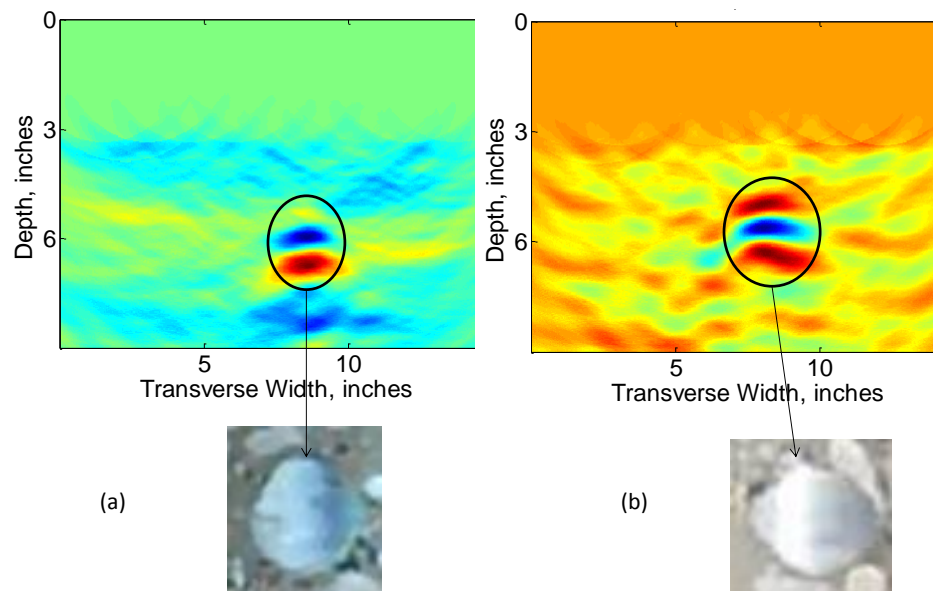 0
3
6
Depth, inches
5 10
Transverse Width, inches
(a)
0
3
6
Depth, inches
5 10
Transverse Width, inches
(b)